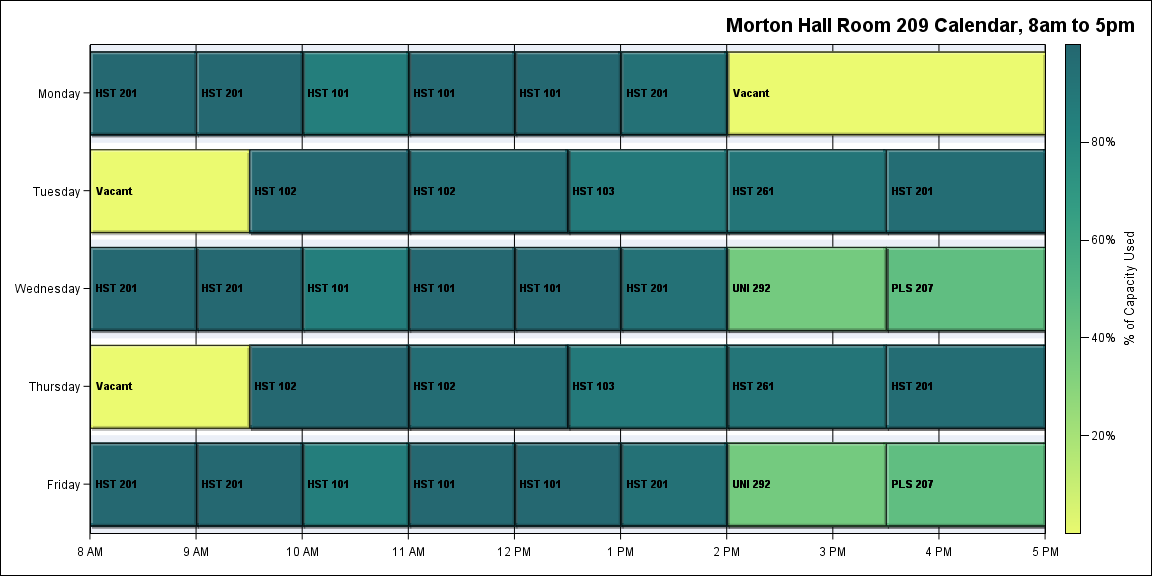 Morton Hall Room 209 Calendar, 8am to 5pm
Monday HST 201 HST 201 HST 101 HST 101 HST 101 HST 201 Vacant
Tuesday Vacant HST 102 HST 102 HST 103 HST 261 HST 201
Wednesday HST 201 HST 201 HST 101 HST 101 HST 101 HST 201 UNI 292 PLS 207
Thursday Vacant HST 102 HST 102 HST 103 HST 261 HST 201
Friday HST 201 HST 201 HST 101 HST 101 HST 101 HST 201 UNI 292 PLS 207
8 AM 9 AM 10 AM 11 AM 12 PM 1 PM 2 PM 3 PM 4 PM 5 PM
80%
60%
40%
20%
% of Capacity Used